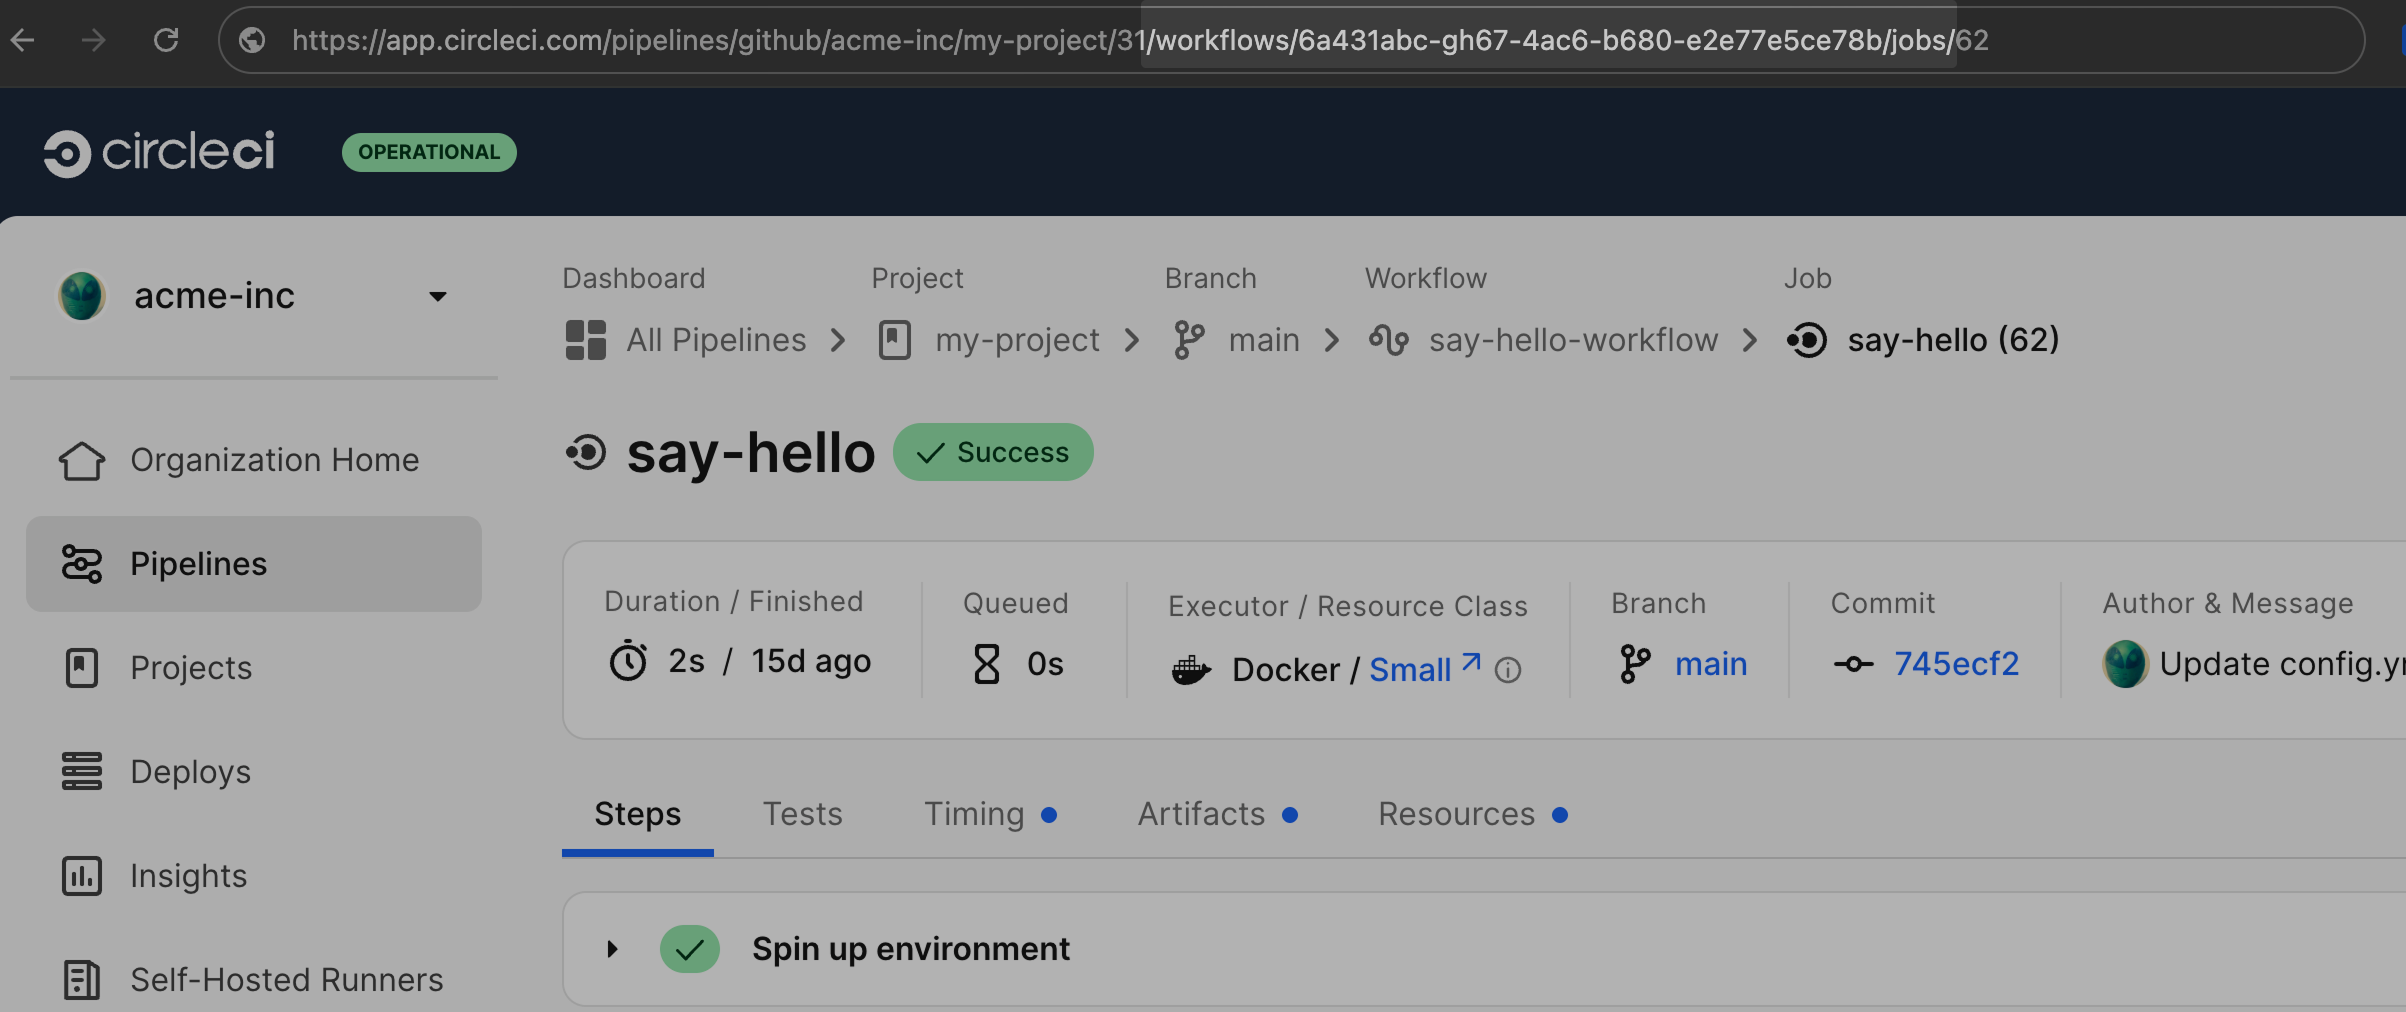 https://app.circleci.com/pipelines/github/acme-inc/my-project/31/workflows/6a431abc-gh67-4ac6-b680-e2e77e5ce78b/jobs/62
circleci OPERATIONAL
acme-inc
Organization Home
Pipelines
Projects
Deploys
Insights
Self-Hosted Runners
Dashboard Project Branch Workflow Job
All Pipelines my-project main say-hello-workflow say-hello (62)
say-hello Success
Duration / Finished Queued Executor / Resource Class Branch Commit Author & Message
2s / 15d ago 0s Docker / Small main 745ecf2 Update config.y
Steps Tests Timing Artifacts Resources
Spin up environment